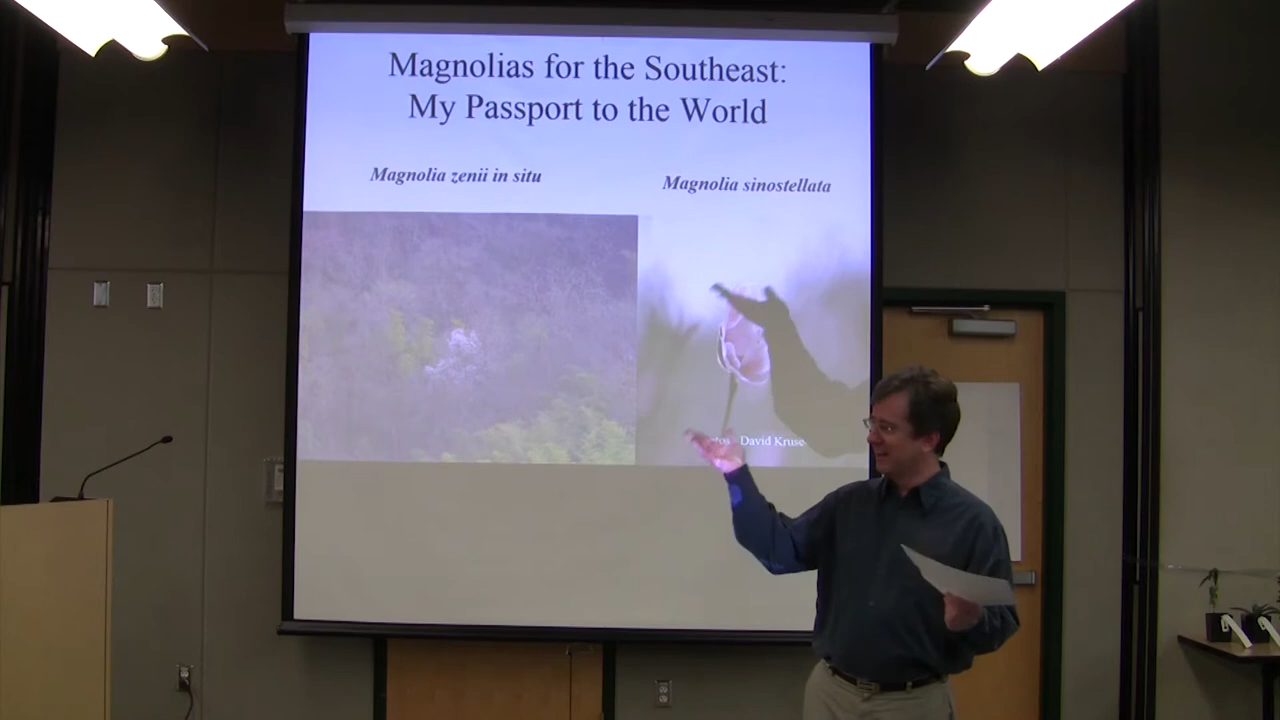 Magnolias for the Southeast:
My Passport to the World
Magnolia zenii in situ
Magnolia sinostellata
David Kruse